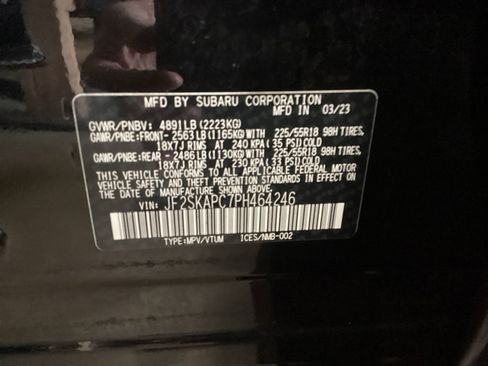 MFD BY SUBARU CORPORATION
MFD IN 03/23
GVWR/PNBV: 4891LB(2223KG)
GAWR/PNBE:FRONT- 2563LB(1165KG)WITH 225/55R18 98H TIRES,
18X7J RIMS AT 240 KPA(35 PSI)COLD
GAWR/PNBE:REAR - 2486LB(1130KG)WITH 225/55R18 98H TIRES,
18X7J RIMS AT 230 KPA(33 PSI)COLD
THIS VEHICLE CONFORMS TO ALL APPLICABLE FEDERAL MOTOR
VEHICLE SAFETY STANDARDS IN EFFECT ON THE DATE OF
MANUFACTURE SHOWN ABOVE.
VIN: JF2SKAPC7PH464246
TYPE:MPV/VTUM ICES/NMB-002